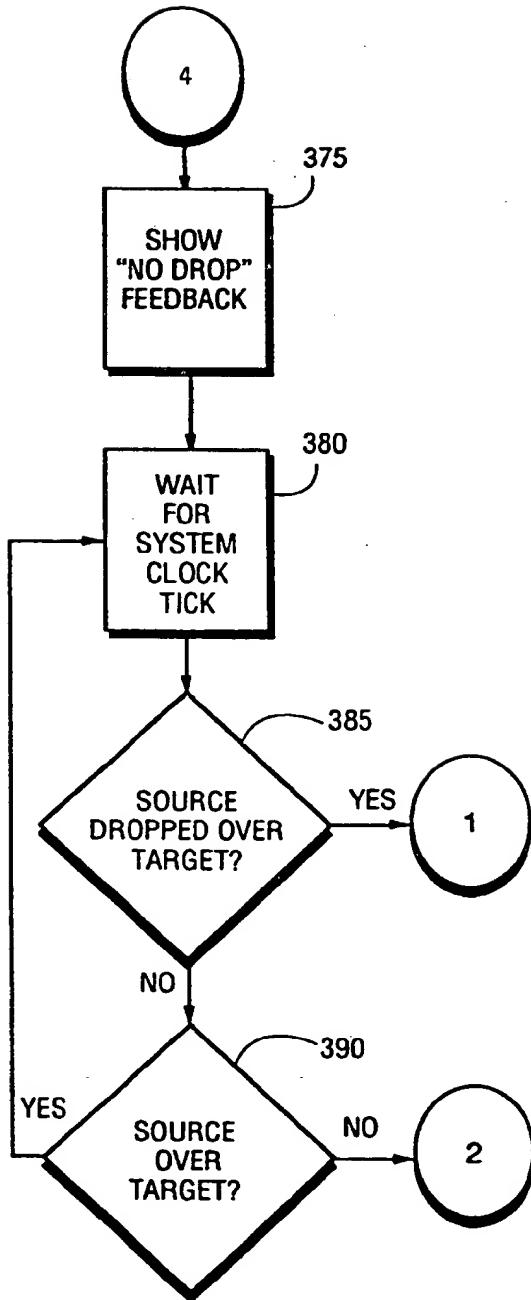 4
375
SHOW
"NO DROP"
FEEDBACK
380
WAIT
FOR
SYSTEM
CLOCK
TICK
385
SOURCE
DROPPED OVER
TARGET?
YES
1
NO
390
YES
SOURCE
OVER
TARGET?
NO
2